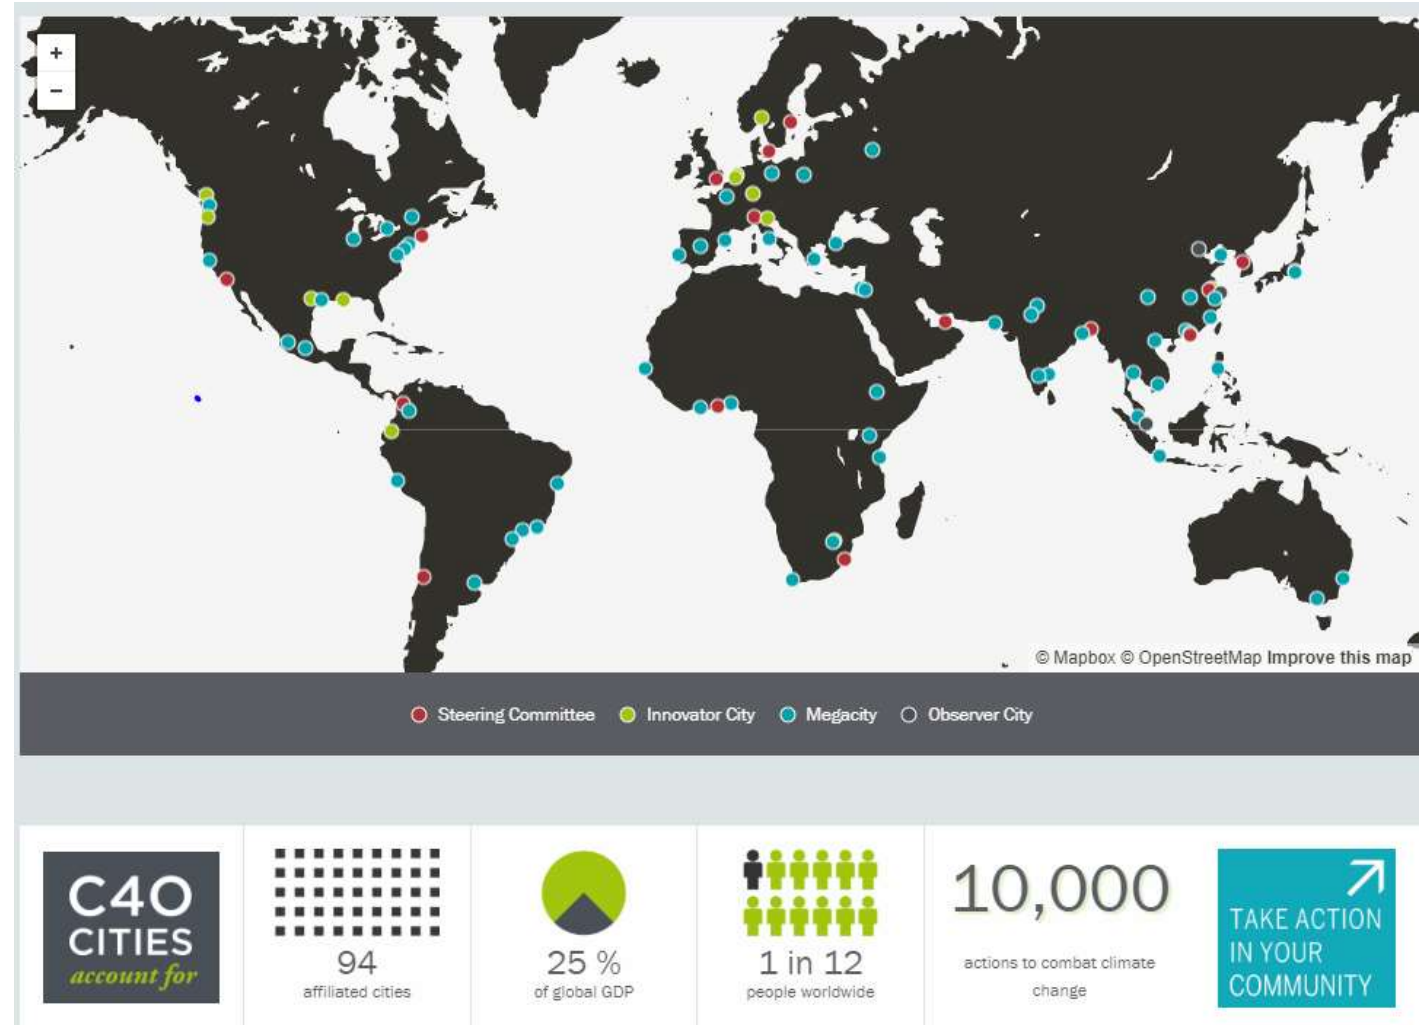 +
−
© Mapbox © OpenStreetMap Improve this map
Steering Committee Innovator City Megacity Observer City
C40
CITIES
account for
94
affiliated cities
25 %
of global GDP
1 in 12
people worldwide
10,000
actions to combat climate
change
TAKE ACTION
IN YOUR
COMMUNITY